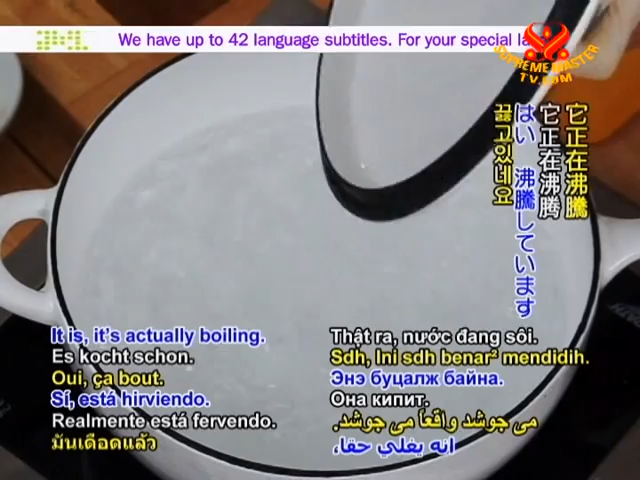 We have up to 42 language subtitles. For your special la
SUPREME MASTER
TV.COM
它正在沸騰
它正在沸腾
はい　沸騰しています
끓고있네요
It is, it's actually boiling.
Es kocht schon.
Oui, ça bout.
Sí, está hirviendo.
Realmente está fervendo.
มันเดือดแล้ว
Thật ra, nước đang sôi.
Sdh, Ini sdh benar² mendidih.
Энэ буцалж байна.
Она кипит.
می جوشد واقعاً می جوشد.
انه يغلي حقا،